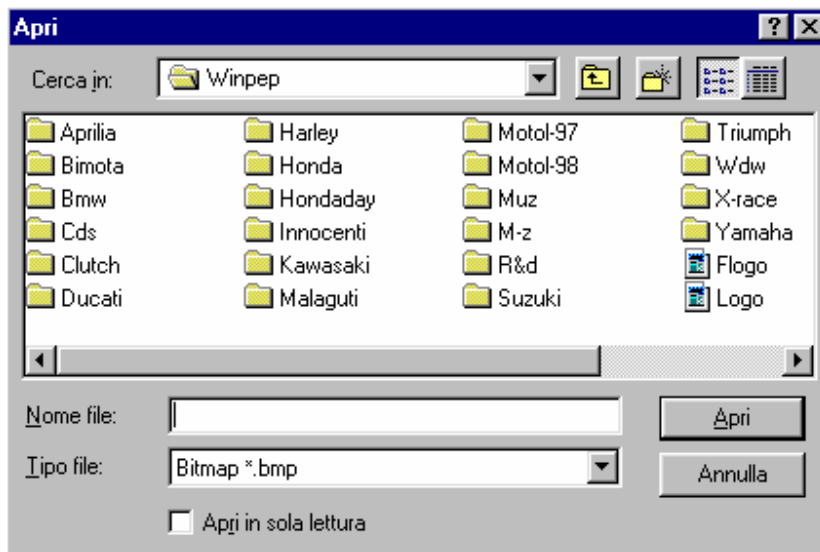 Apri
Cerca in: Winpep
Aprilia Harley Motol-97 Triumph
Bimota Honda Motol-98 Wdw
Bmw Hondaday Muz X-race
Cds Innocenti M-z Yamaha
Clutch Kawasaki R&d Flogo
Ducati Malaguti Suzuki Logo
Nome file: Apri
Tipo file: Bitmap *.bmp Annulla
Apri in sola lettura